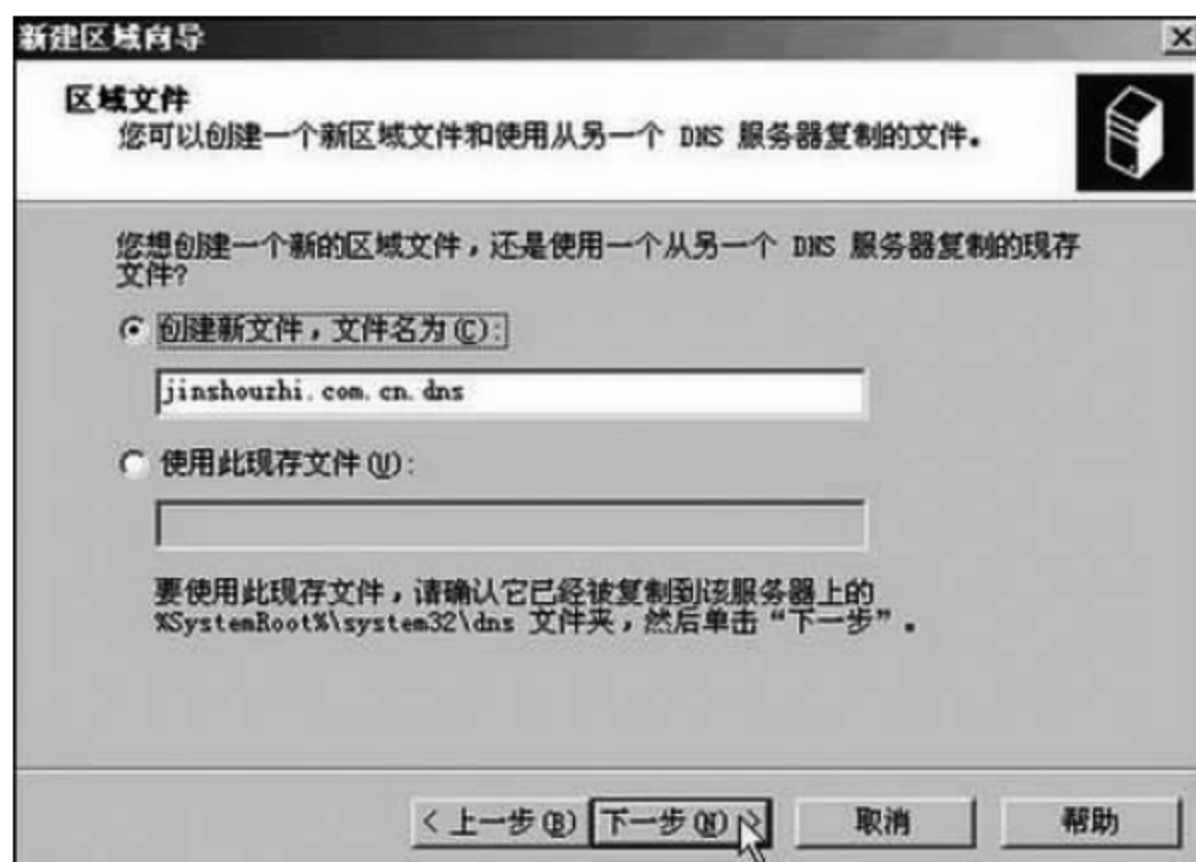 新建区域向导
区域文件
您可以创建一个新区域文件和使用从另一个 DNS 服务器复制的文件。
您想创建一个新的区域文件，还是使用一个从另一个 DNS 服务器复制的现存
文件?
创建新文件，文件名为(C):
jinshouzhi.com.cn.dns
使用此现存文件(U):
要使用此现存文件，请确认它已经被复制到该服务器上的
%SystemRoot%\system32\dns 文件夹，然后单击“下一步”。
< 上一步(B) 下一步(N) > 取消 帮助